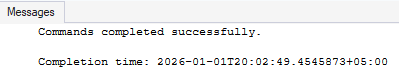 Messages
Commands completed successfully.
Completion time: 2026-01-01T20:02:49.4545873+05:00